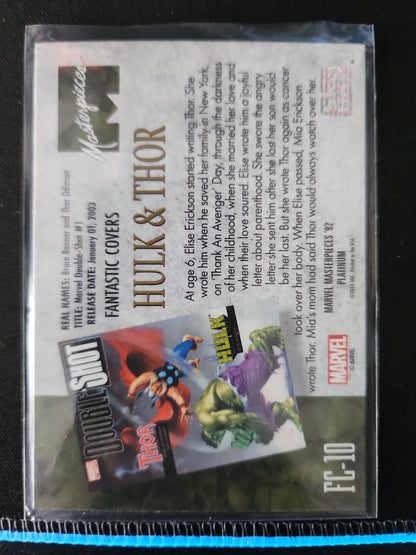 Masterpieces
REAL NAMES: Bruce Banner and Thor Odinson
TITLE: Marvel Double-Shot #1
RELEASE DATE: January 01, 2003
FANTASTIC COVERS
HULK & THOR
At age 6, Elise Erickson started writing Thor. She
wrote him when he saved her family in New York,
on 'Thank An Avenger' Day, through the darkness
of her childhood, when she married her love and
when their love soured. Elise wrote him a joyful
letter about parenthood. She swore the angry
letter she sent him after she lost her son would
be her last. But she wrote Thor again as cancer
took over her body. When Elise passed, Mia Erickson
wrote Thor. Mia's mom had said Thor would always watch over her.
MARVEL
DOUBLE SHOT
THOR
HULK
FC-10
MARVEL
© MARVEL
MARVEL MASTERPIECES '92
PLATINUM